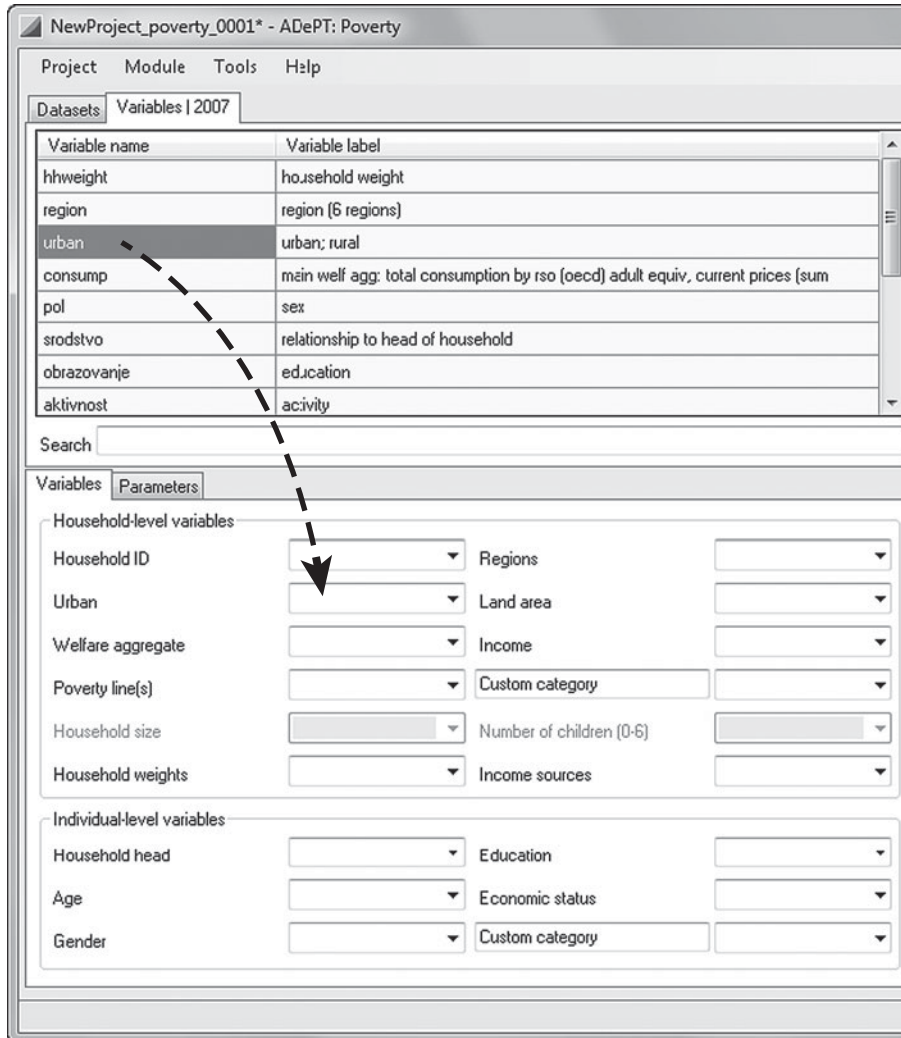 NewProject_poverty_0001* - ADePT: Poverty
Project Module Tools Help
Datasets Variables | 2007
Variable name Variable label
hhweight household weight
region region (6 regions)
urban urban; rural
consump main welf agg: total consumption by rso (oecd) adult equiv, current prices (sum
pol sex
srodstvo relationship to head of household
obrazovanje education
aktivnost activity
Search
Variables Parameters
Household-level variables
Household ID Regions
Urban Land area
Welfare aggregate Income
Poverty line(s) Custom category
Household size Number of children (0-6)
Household weights Income sources
Individual-level variables
Household head Education
Age Economic status
Gender Custom category